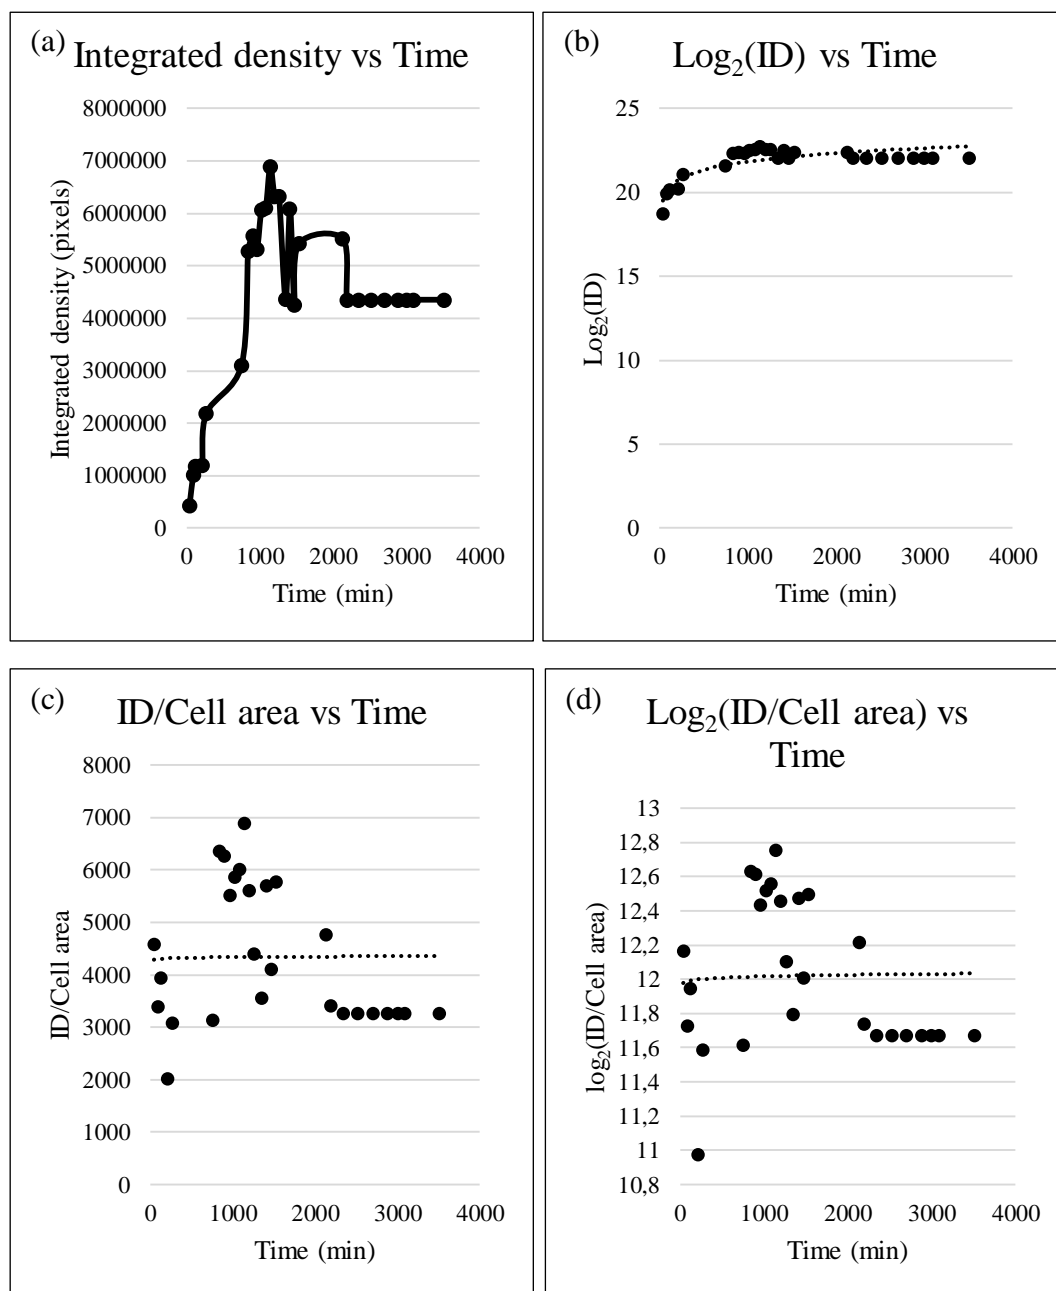 (a) Integrated density vs Time
8000000
7000000
6000000
5000000
4000000
3000000
2000000
1000000
0
Integrated density (pixels)
0 1000 2000 3000 4000
Time (min)
(b) Log₂(ID) vs Time
25
20
15
10
5
0
Log₂(ID)
0 1000 2000 3000 4000
Time (min)
(c) ID/Cell area vs Time
8000
7000
6000
5000
4000
3000
2000
1000
0
ID/Cell area
0 1000 2000 3000 4000
Time (min)
(d) Log₂(ID/Cell area) vs
Time
13
12,8
12,6
12,4
12,2
12
11,8
11,6
11,4
11,2
11
10,8
log₂(ID/Cell area)
0 1000 2000 3000 4000
Time (min)